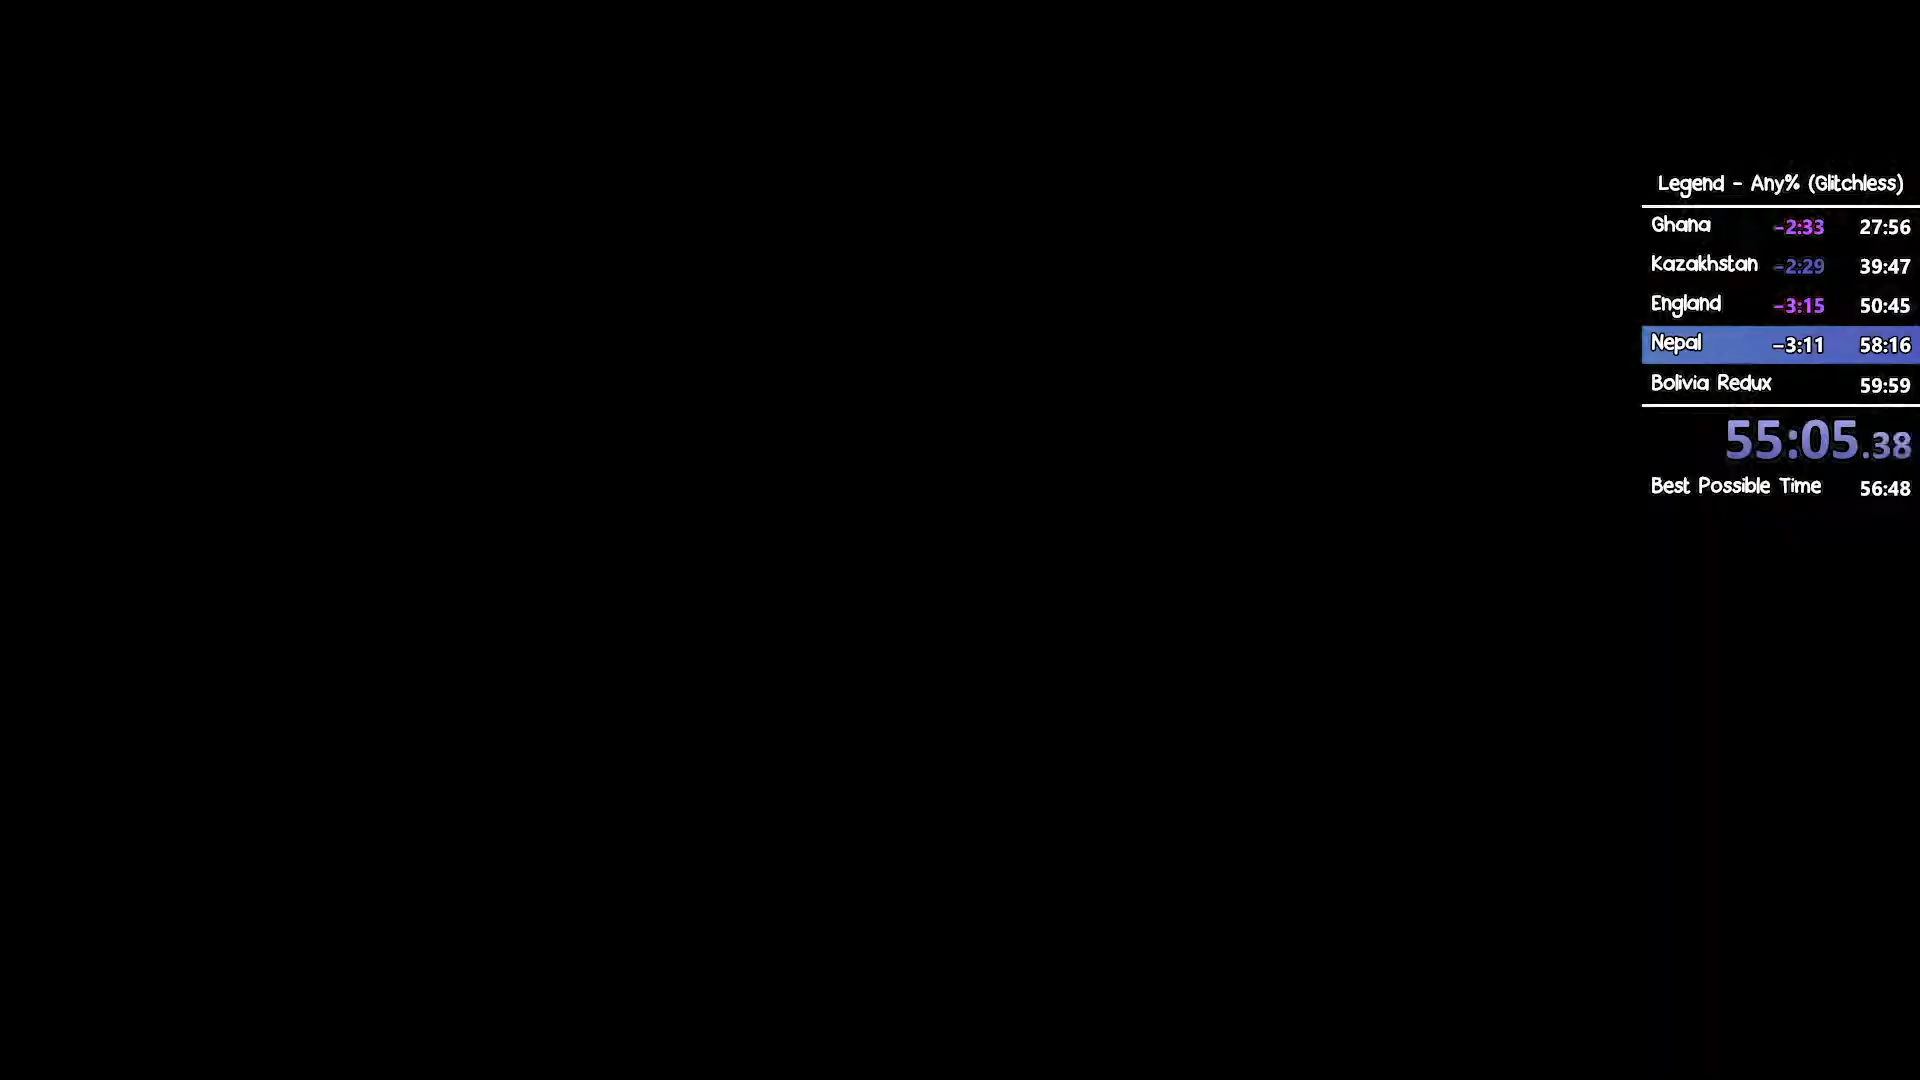 Legend - Any% (Glitchless)
Ghana -2:33 27:56
Kazakhstan -2:29 39:47
England -3:15 50:45
Nepal -3:11 58:16
Bolivia Redux 59:59
55:05.38
Best Possible Time 56:48